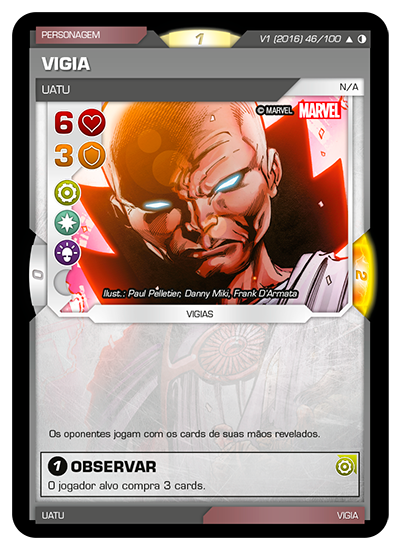 PERSONAGEM
1
V1 (2016) 46/100
VIGIA
UATU
N/A
© MARVEL MARVEL
6
3
0
2
Ilust.: Paul Pelletier, Danny Miki, Frank D'Armata
VIGIAS
Os oponentes jogam com os cards de suas mãos revelados.
1 OBSERVAR
O jogador alvo compra 3 cards.
UATU
VIGIA